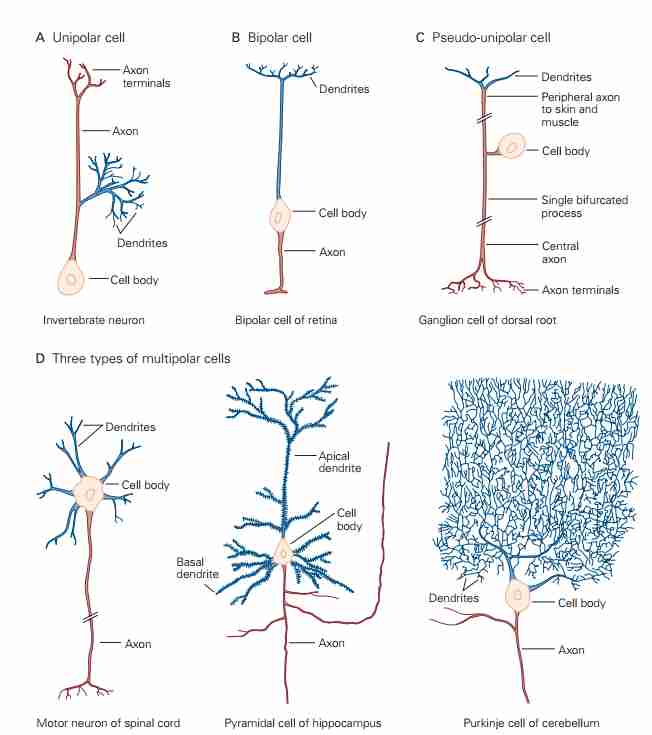 A Unipolar cell
Axon
terminals
Axon
Dendrites
Cell body
Invertebrate neuron
B Bipolar cell
Dendrites
Cell body
Axon
Bipolar cell of retina
C Pseudo-unipolar cell
Dendrites
Peripheral axon
to skin and
muscle
Cell body
Single bifurcated
process
Central
axon
Axon terminals
Ganglion cell of dorsal root
D Three types of multipolar cells
Dendrites
Cell body
Axon
Motor neuron of spinal cord
Apical
dendrite
Cell
body
Basal
dendrite
Axon
Pyramidal cell of hippocampus
Dendrites
Cell body
Axon
Purkinje cell of cerebellum